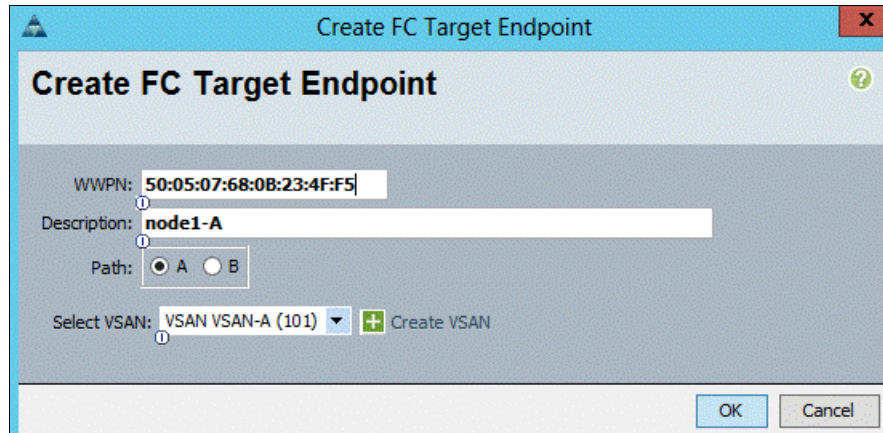 Create FC Target Endpoint
x
Create FC Target Endpoint
?
WWPN: 50:05:07:68:0B:23:4F:F5
Description: node1-A
Path: A B
Select VSAN: VSAN VSAN-A (101) Create VSAN
OK Cancel